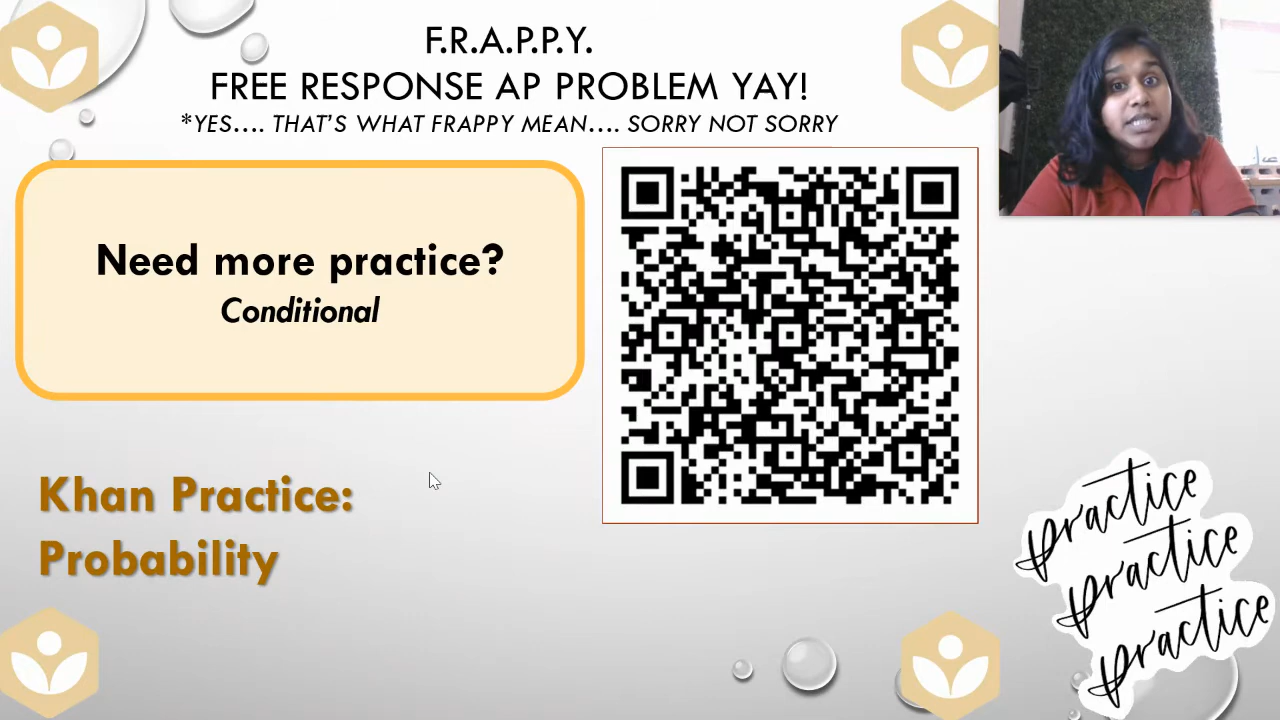 F.R.A.P.P.Y.
FREE RESPONSE AP PROBLEM YAY!
*YES.... THAT'S WHAT FRAPPY MEAN.... SORRY NOT SORRY
Need more practice?
Conditional
Khan Practice:
Probability
practice
practice
practice